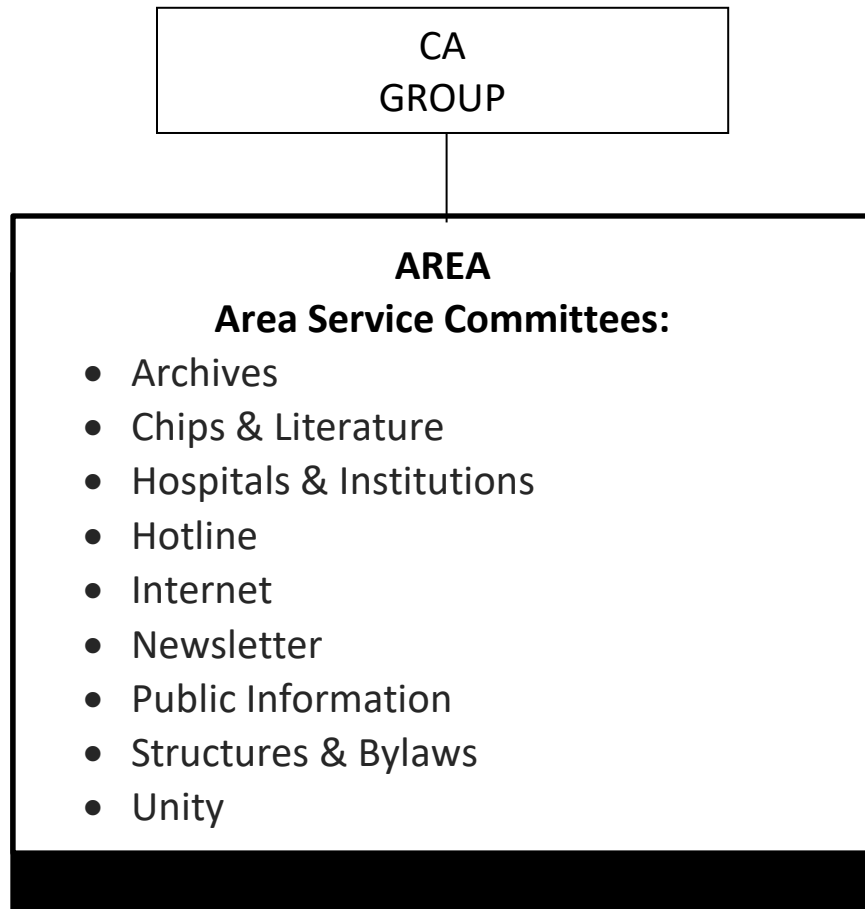 CA
GROUP
AREA
Area Service Committees:
• Archives
• Chips & Literature
• Hospitals & Institutions
• Hotline
• Internet
• Newsletter
• Public Information
• Structures & Bylaws
• Unity